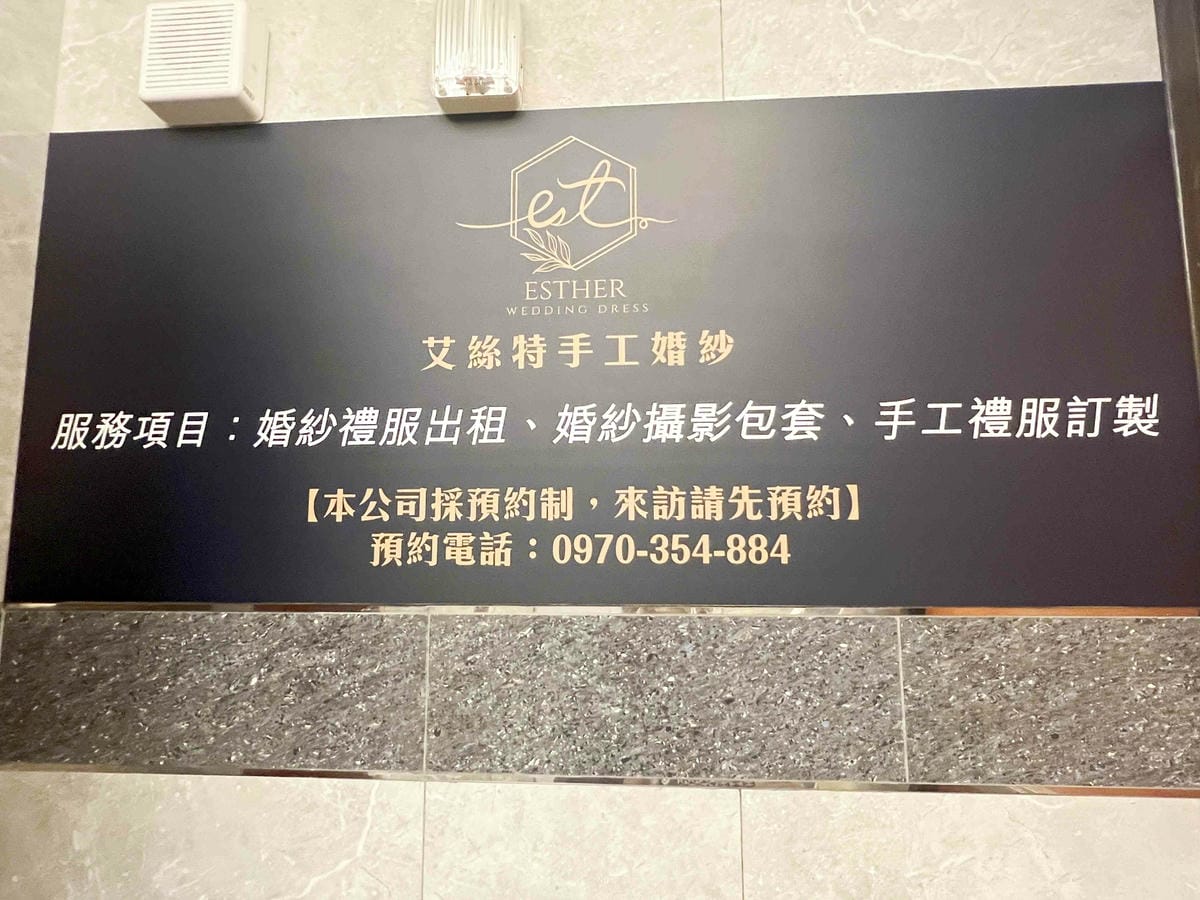 est.
ESTHER
WEDDING DRESS
艾絲特手工婚紗
服務項目：婚紗禮服出租、婚紗攝影包套、手工禮服訂製
【本公司採預約制，來訪請先預約】
預約電話：0970-354-884